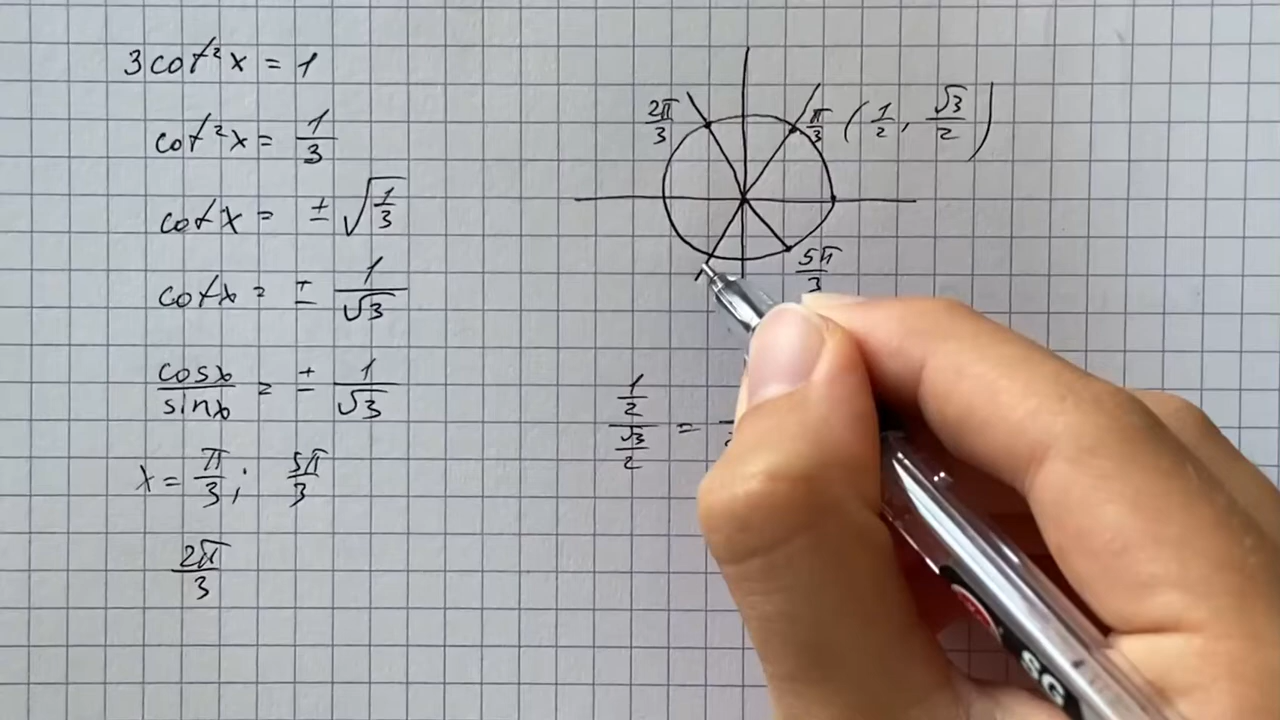 3cot²x = 1
cot²x = 1/3
cotx = ± √(1/3)
cotx = ± 1/√3
cosx/sinx = ± 1/√3
x = π/3; 5π/3
2π/3
2π/3
π/3 (1/2, √3/2)
5π/3
1/2 / √3/2 =
SG